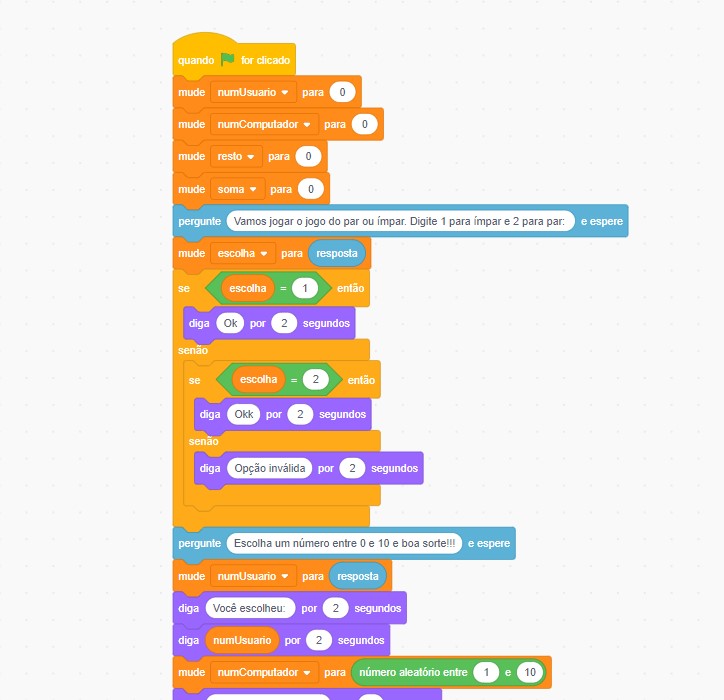 quando for clicado
mude numUsuario para 0
mude numComputador para 0
mude resto para 0
mude soma para 0
pergunte Vamos jogar o jogo do par ou ímpar. Digite 1 para ímpar e 2 para par: e espere
mude escolha para resposta
se escolha = 1 então
diga Ok por 2 segundos
senão
se escolha = 2 então
diga Okk por 2 segundos
senão
diga Opção inválida por 2 segundos
pergunte Escolha um número entre 0 e 10 e boa sorte!!! e espere
mude numUsuario para resposta
diga Você escolheu: por 2 segundos
diga numUsuario por 2 segundos
mude numComputador para número aleatório entre 1 e 10